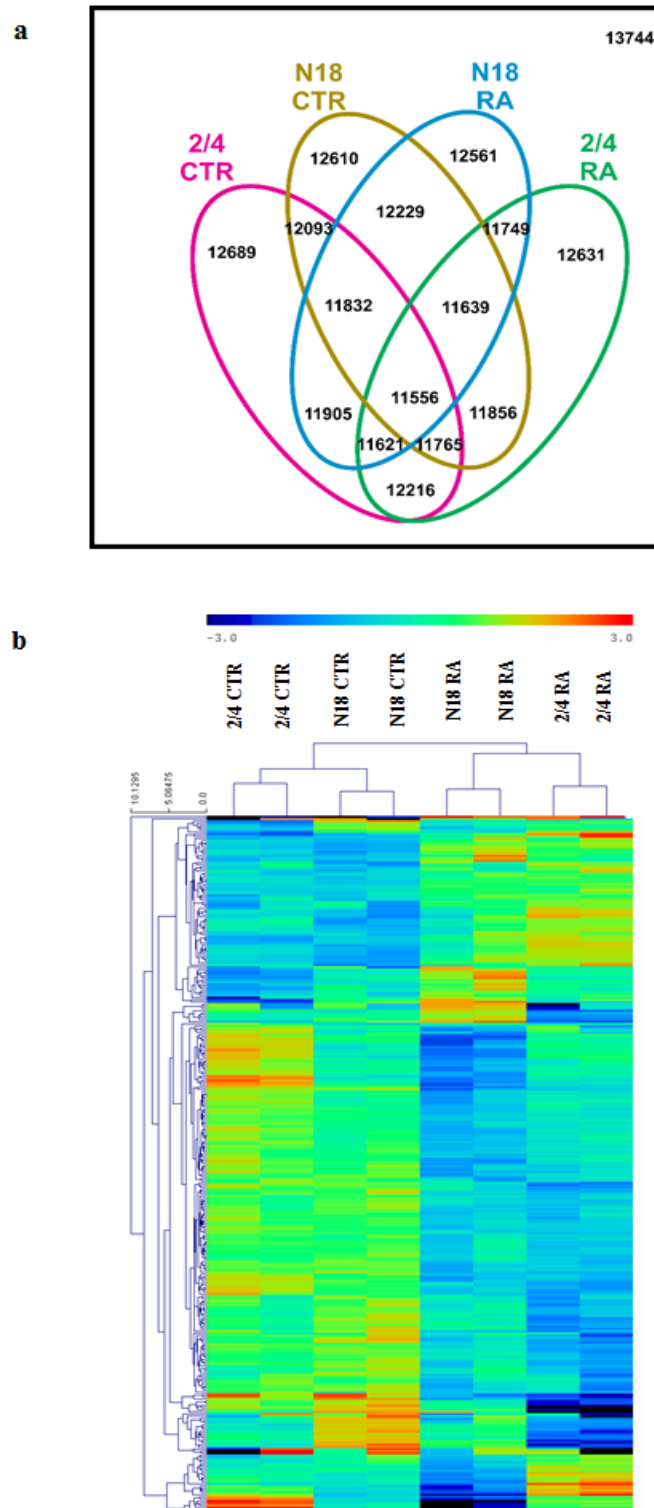 a
13744
N18
CTR
N18
RA
2/4
CTR
2/4
RA
12610
12561
12229
12093
11749
12689
12631
11832
11639
11556
11905
11856
11621
11765
12216
b
-3.0
3.0
2/4 CTR
2/4 CTR
N18 CTR
N18 CTR
N18 RA
N18 RA
2/4 RA
2/4 RA
10.1295
5.06475
0.0